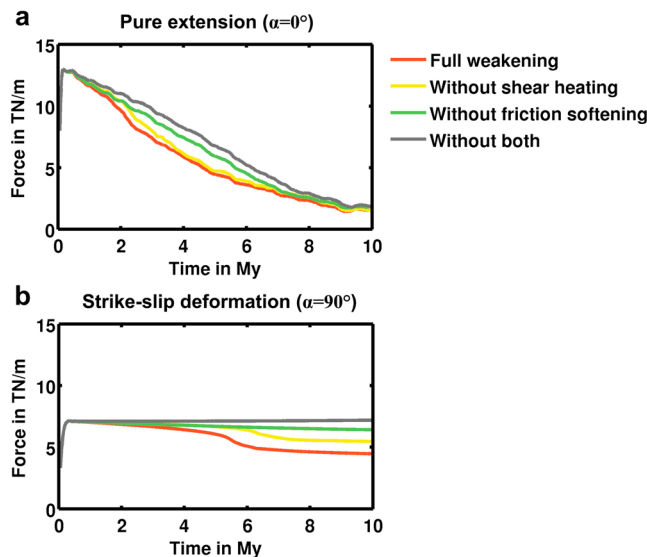 a
Pure extension (α=0°)
15
10
5
0
Force in TN/m
0 2 4 6 8 10
Time in My
Full weakening
Without shear heating
Without friction softening
Without both
b
Strike-slip deformation (α=90°)
15
10
5
0
Force in TN/m
0 2 4 6 8 10
Time in My